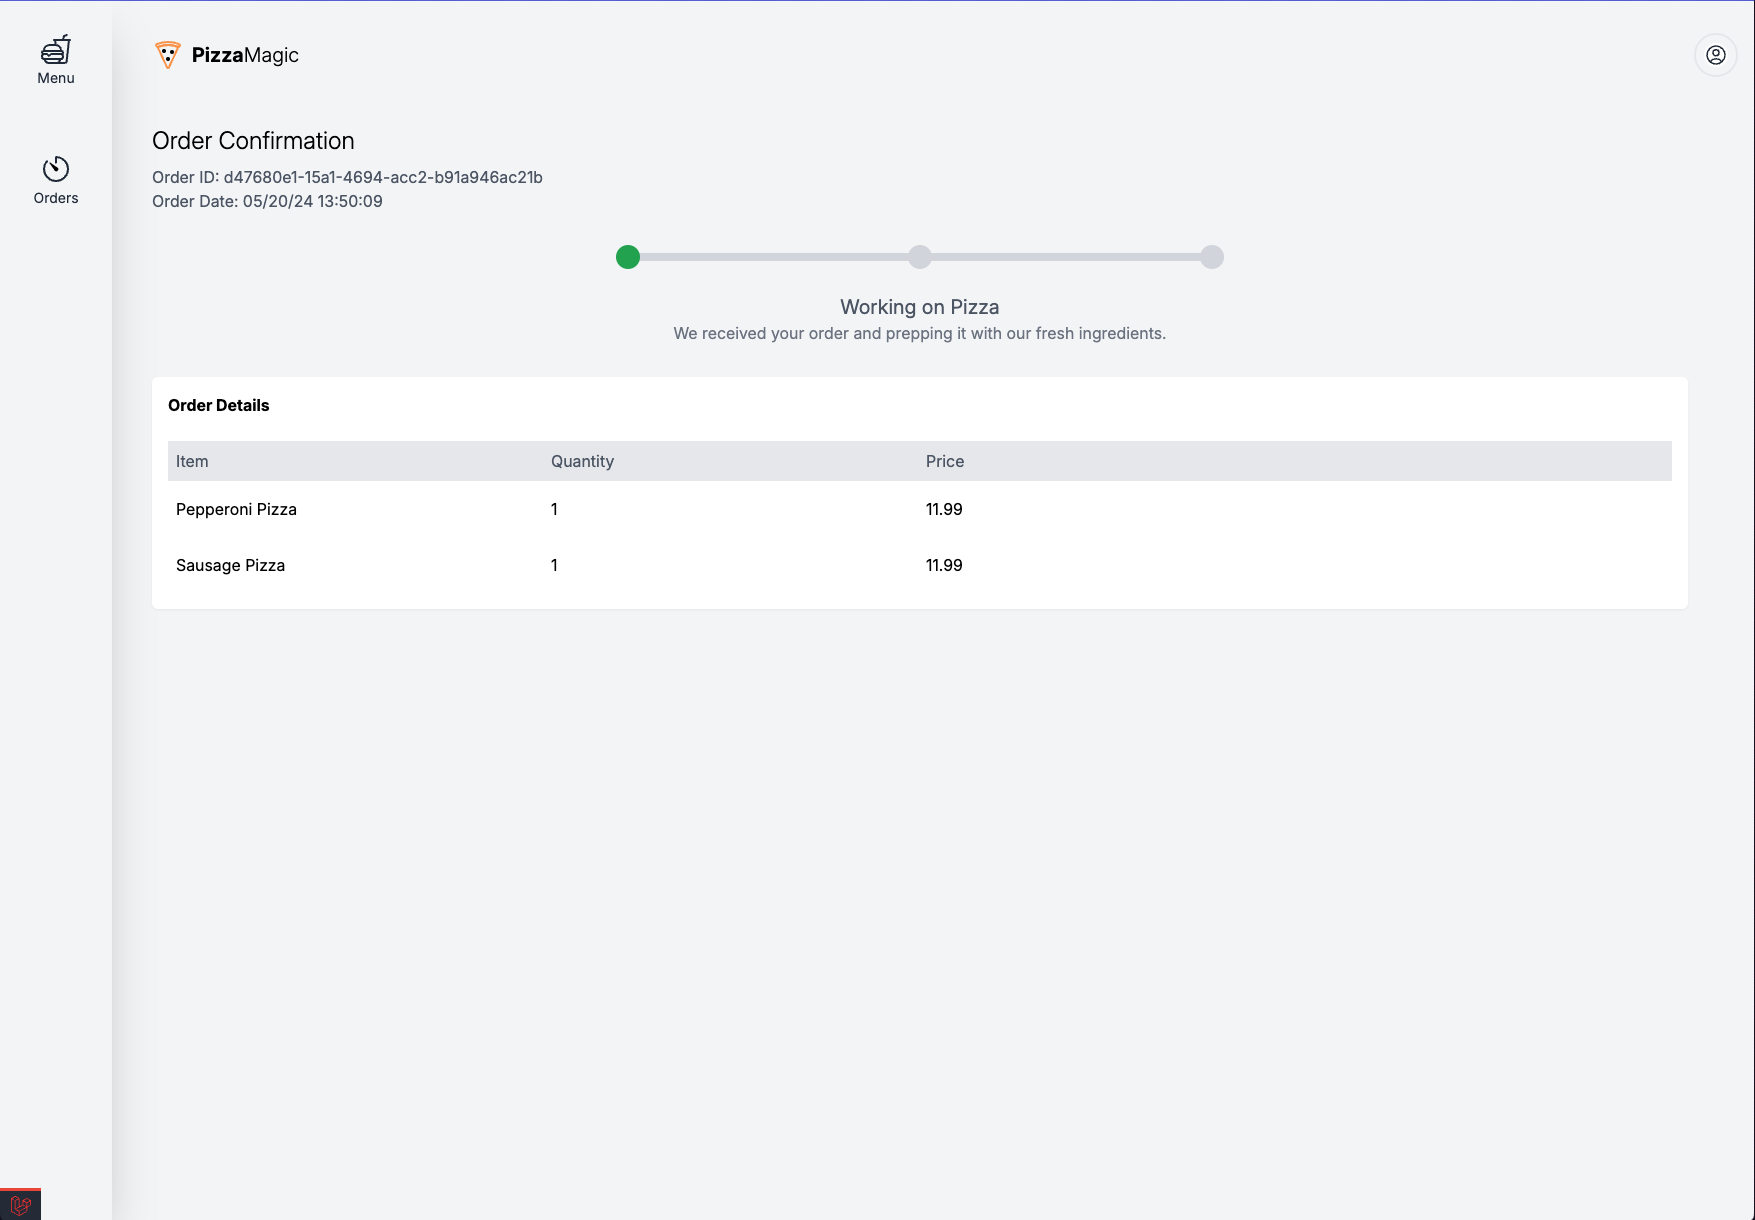 Menu
Orders
PizzaMagic
Order Confirmation
Order ID: d47680e1-15a1-4694-acc2-b91a946ac21b
Order Date: 05/20/24 13:50:09
Working on Pizza
We received your order and prepping it with our fresh ingredients.
Order Details
Item Quantity Price
Pepperoni Pizza 1 11.99
Sausage Pizza 1 11.99